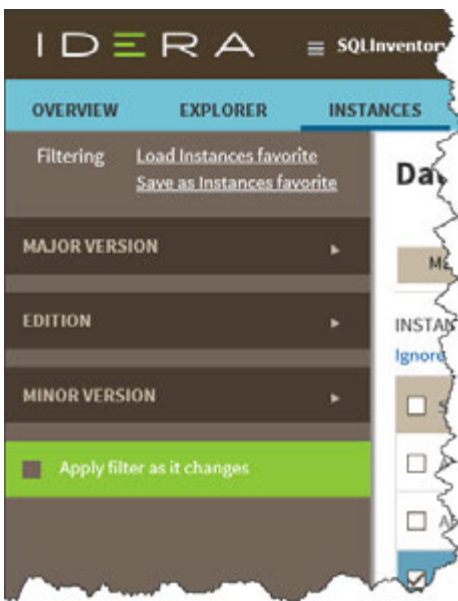 IDERA
SQLInventory
OVERVIEW EXPLORER INSTANCES
Filtering Load Instances favorite
Save as Instances favorite
MAJOR VERSION
EDITION
INSTAN
Ignore
MINOR VERSION
Apply filter as it changes